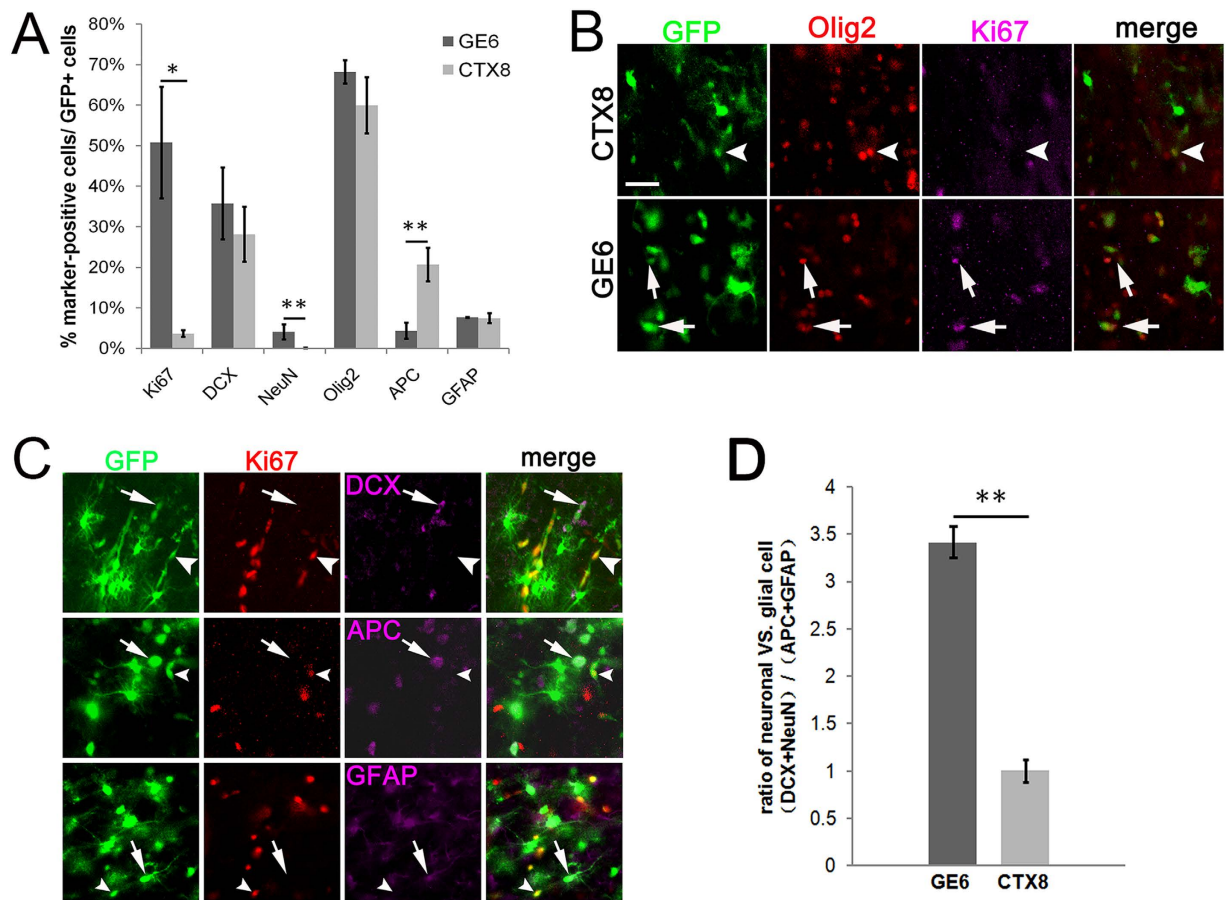 A
% marker-positive cells/ GFP+ cells
80%
70%
60%
50%
40%
30%
20%
10%
0%
GE6
CTX8
*
**
**
Ki67
DCX
NeuN
Olig2
APC
GFAP
B
GFP Olig2 Ki67 merge
CTX8
GE6
C
GFP Ki67 merge
DCX
APC
GFAP
D
ratio of neuronal VS. glial cell
(DCX+NeuN) / (APC+GFAP)
4
3.5
3
2.5
2
1.5
1
0.5
0
**
GE6 CTX8